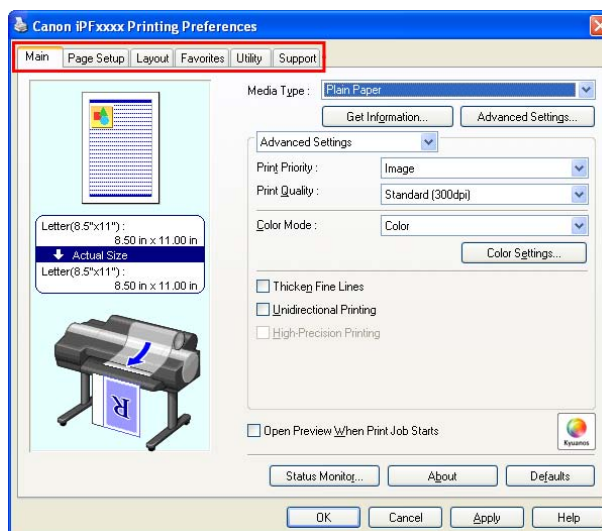 Canon iPFxxxx Printing Preferences
Main Page Setup Layout Favorites Utility Support
Media Type : Plain Paper
Get Information... Advanced Settings...
Advanced Settings
Print Priority : Image
Print Quality : Standard (300dpi)
Color Mode : Color
Color Settings...
Letter(8.5"x11") :
8.50 in x 11.00 in
Actual Size
Letter(8.5"x11") :
8.50 in x 11.00 in
Thicken Fine Lines
Unidirectional Printing
High-Precision Printing
R
Open Preview When Print Job Starts
Kyuanos
Status Monitor... About Defaults
OK Cancel Apply Help